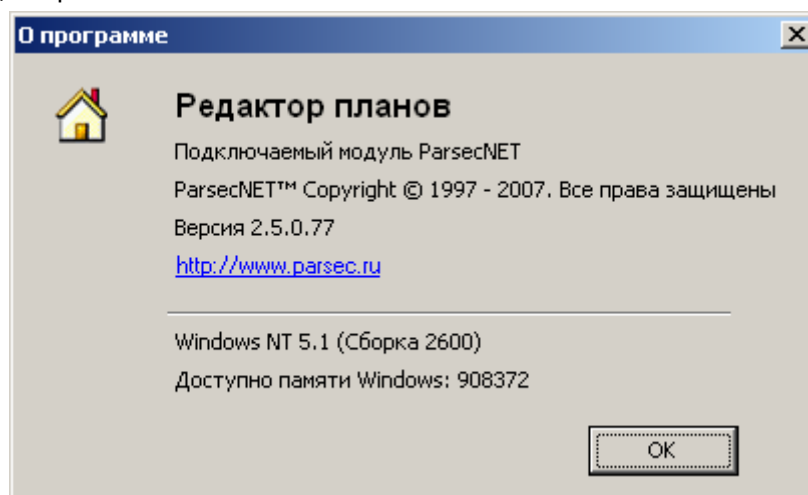 О программе
Редактор планов
Подключаемый модуль ParsecNET
ParsecNET™ Copyright © 1997 - 2007. Все права защищены
Версия 2.5.0.77
http://www.parsec.ru
Windows NT 5.1 (Сборка 2600)
Доступно памяти Windows: 908372
OK